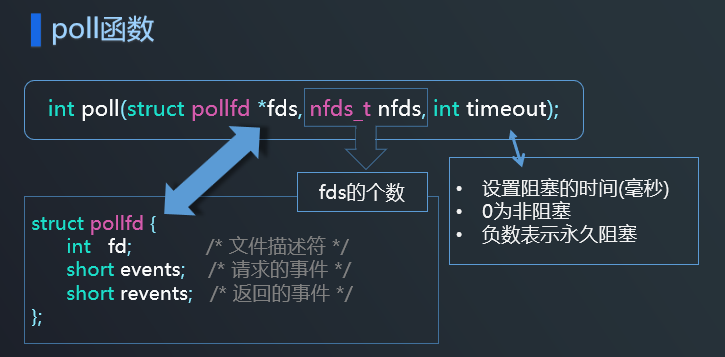 poll函数
int poll(struct pollfd *fds, nfds_t nfds, int timeout);
fds的个数
• 设置阻塞的时间(毫秒)
• 0为非阻塞
• 负数表示永久阻塞
struct pollfd {
int fd; /* 文件描述符 */
short events; /* 请求的事件 */
short revents; /* 返回的事件 */
};